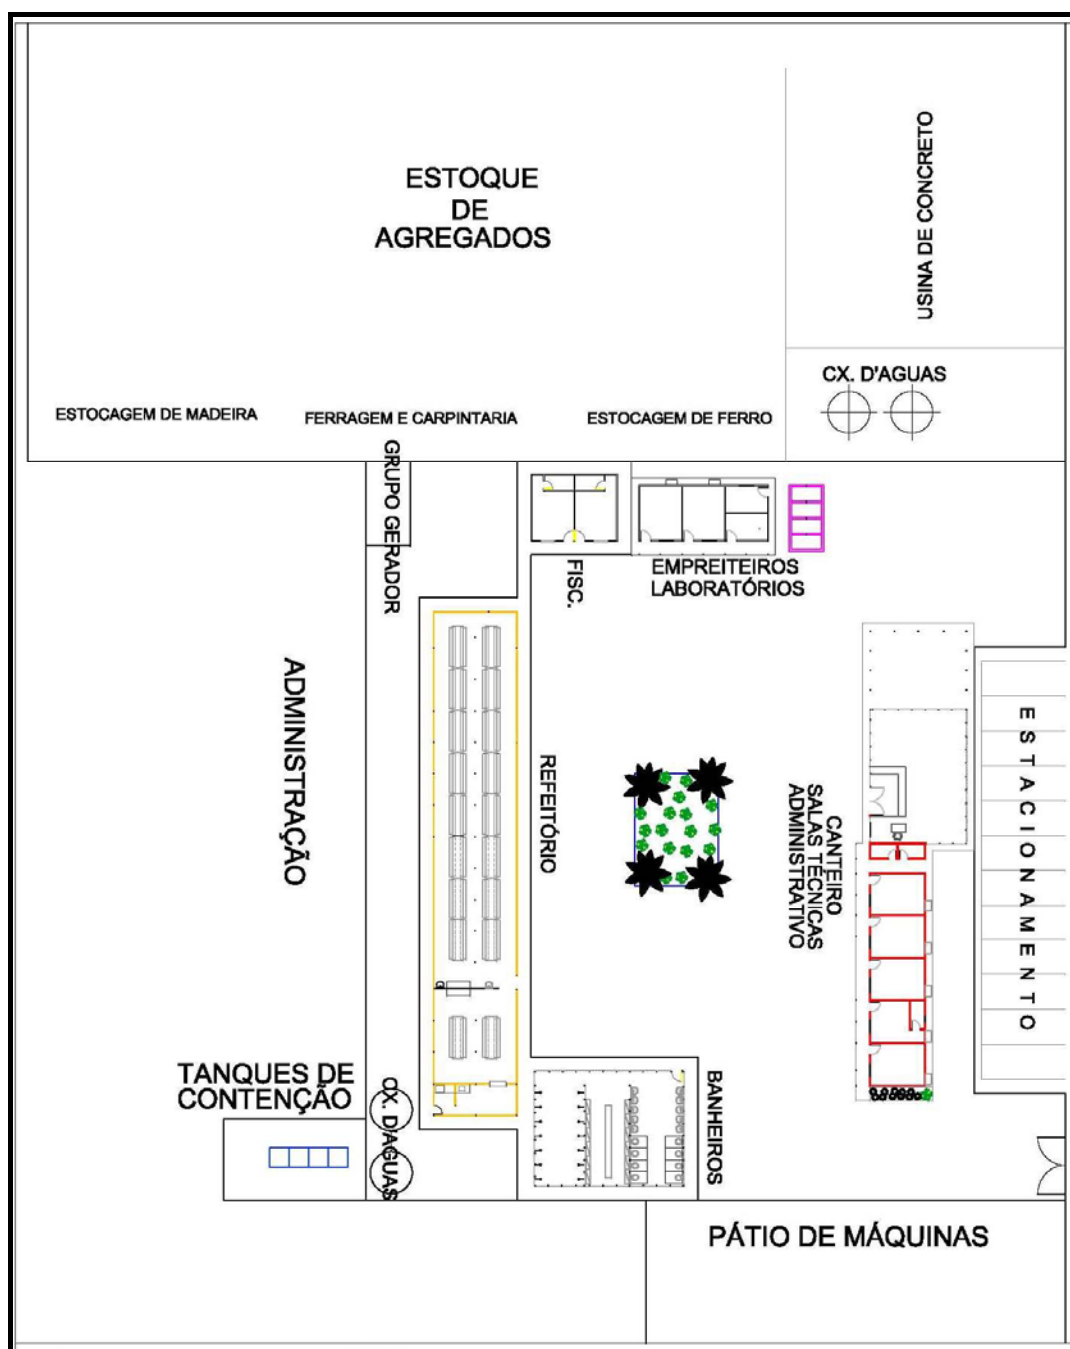 ESTOQUE
DE
AGREGADOS
USINA DE CONCRETO
CX. D'AGUAS
ESTOCAGEM DE MADEIRA
FERRAGEM E CARPINTARIA
ESTOCAGEM DE FERRO
GRUPO GERADOR
FISC.
EMPREITEIROS
LABORATÓRIOS
ADMINISTRAÇÃO
REFEITÓRIO
CANTEIRO
SALAS TÉCNICAS
ADMINISTRATIVO
ESTACIONAMENTO
TANQUES DE
CONTENÇÃO
CX. D'AGUAS
BANHEIROS
PÁTIO DE MÁQUINAS